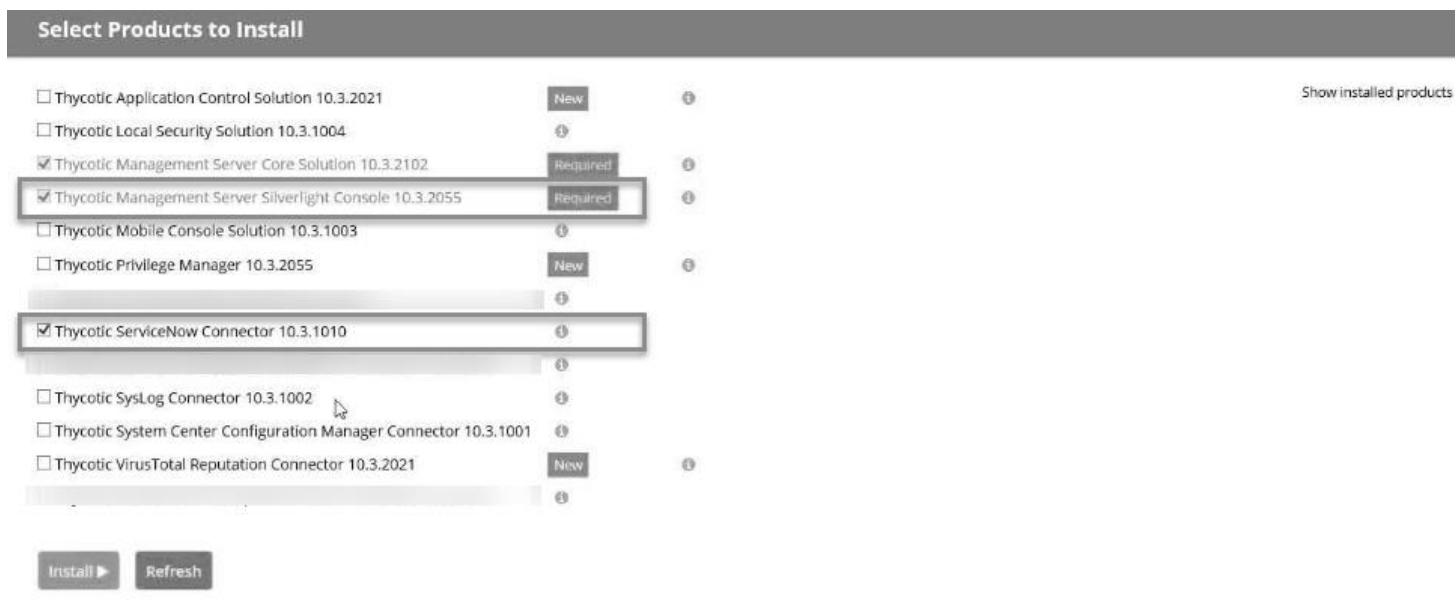 Select Products to Install
Thycotic Application Control Solution 10.3.2021 New
Show installed products
Thycotic Local Security Solution 10.3.1004
Thycotic Management Server Core Solution 10.3.2102 Required
Thycotic Management Server Silverlight Console 10.3.2055 Required
Thycotic Mobile Console Solution 10.3.1003
Thycotic Privilege Manager 10.3.2055 New
Thycotic ServiceNow Connector 10.3.1010
Thycotic SysLog Connector 10.3.1002
Thycotic System Center Configuration Manager Connector 10.3.1001
Thycotic VirusTotal Reputation Connector 10.3.2021 New
Install Refresh